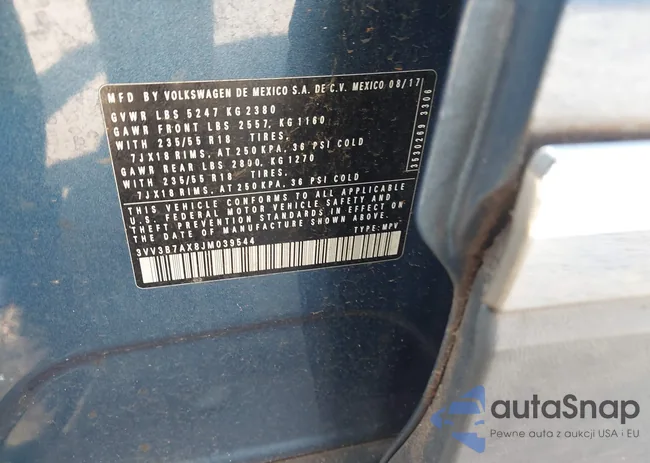 MFD BY VOLKSWAGEN DE MEXICO S.A. DE C.V. MEXICO 08/17
GVWR LBS 5247 KG 2380
GAWR FRONT LBS 2557, KG 1160
WITH 235/55 R18 TIRES.
7JX18 RIMS, AT 250 KPA, 36 PSI COLD
GAWR REAR LBS 2800, KG 1270
WITH 235/55 R18 TIRES.
7JX18 RIMS, AT 250 KPA, 36 PSI COLD
THIS VEHICLE CONFORMS TO ALL APPLICABLE
U.S. FEDERAL MOTOR VEHICLE SAFETY AND
THEFT PREVENTION STANDARDS IN EFFECT ON
THE DATE OF MANUFACTURE SHOWN ABOVE.
3VV3B7AX8JM039544 TYPE: MPV
3530269 3306
autaSnap
Pewne auta z aukcji USA i EU